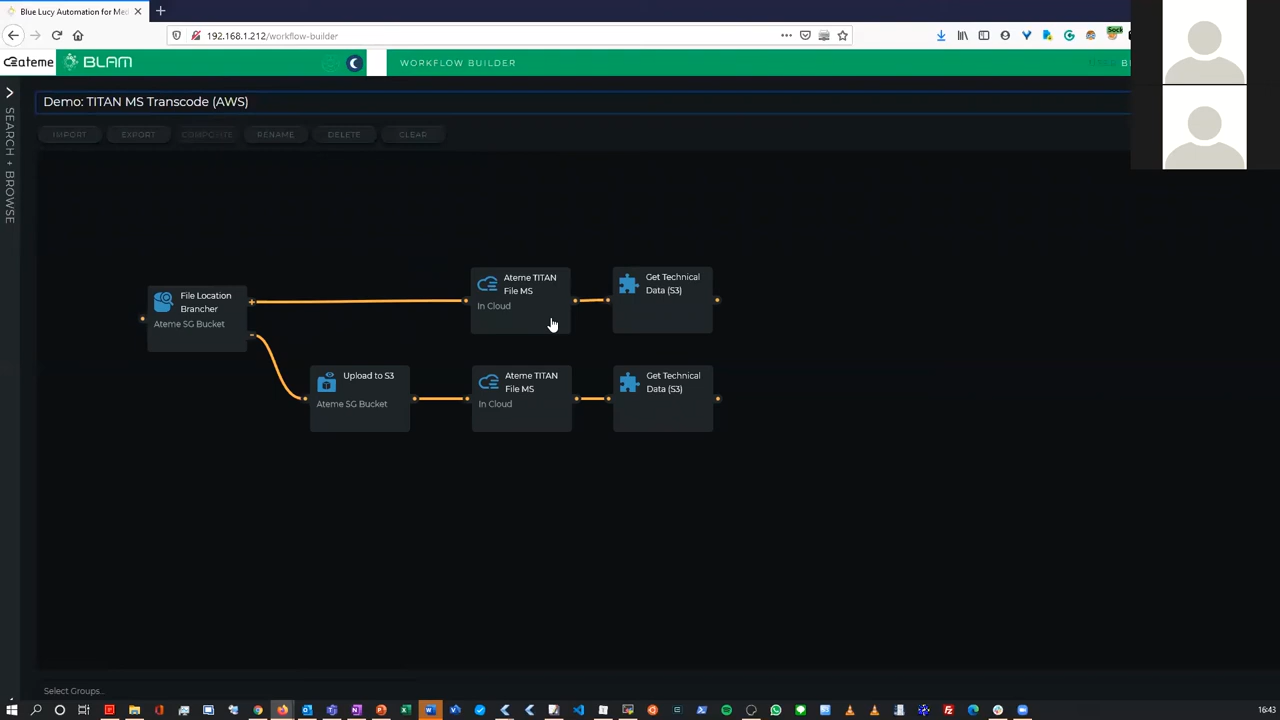 Blue Lucy Automation for Med
192.168.1.212/workflow-builder
Sock
ateme
BLAM
WORKFLOW BUILDER
SEARCH + BROWSE
Demo: TITAN MS Transcode (AWS)
IMPORT
EXPORT
COMPOSITE
RENAME
DELETE
CLEAR
File Location
Brancher
Ateme SG Bucket
Ateme TITAN
File MS
In Cloud
Get Technical
Data (S3)
Upload to S3
Ateme SG Bucket
Ateme TITAN
File MS
In Cloud
Get Technical
Data (S3)
Select Groups..
16:43